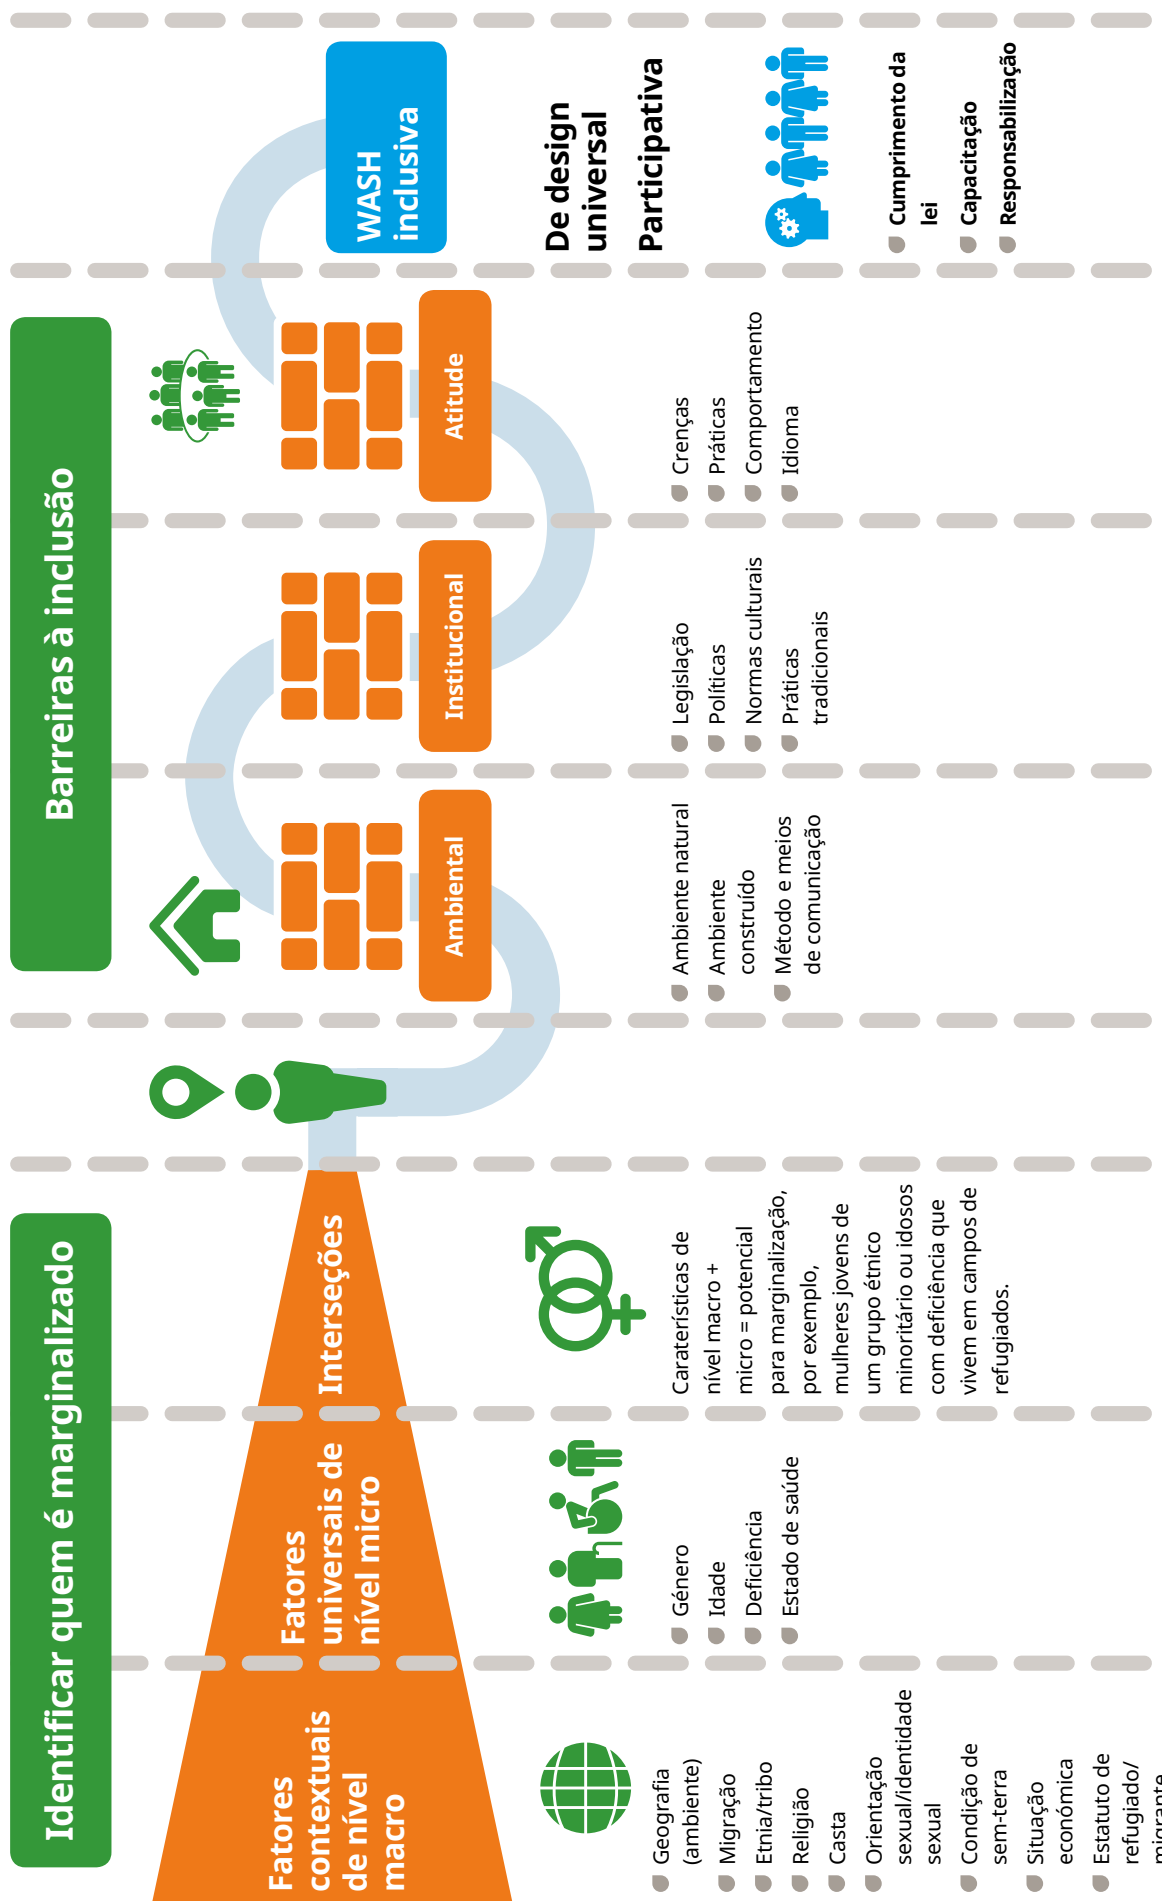 Identificar quem é marginalizado
Fatores
contextuais
de nível
macro
Geografia
(ambiente)
Migração
Etnia/tribo
Religião
Casta
Orientação
sexual/identidade
sexual
Condição de
sem-terra
Situação
económica
Estatuto de
refugiado/
migrante
Fatores
universais de
nível micro
Género
Idade
Deficiência
Estado de saúde
Interseções
Caraterísticas de
nível macro +
micro = potencial
para marginalização,
por exemplo,
mulheres jovens de
um grupo étnico
minoritário ou idosos
com deficiência que
vivem em campos de
refugiados.
Barreiras à inclusão
Ambiental
Ambiente natural
Ambiente
construído
Método e meios
de comunicação
Institucional
Legislação
Políticas
Normas culturais
Práticas
tradicionais
Atitude
Crenças
Práticas
Comportamento
Idioma
WASH
inclusiva
De design
universal
Participativa
Cumprimento da
lei
Capacitação
Responsabilização